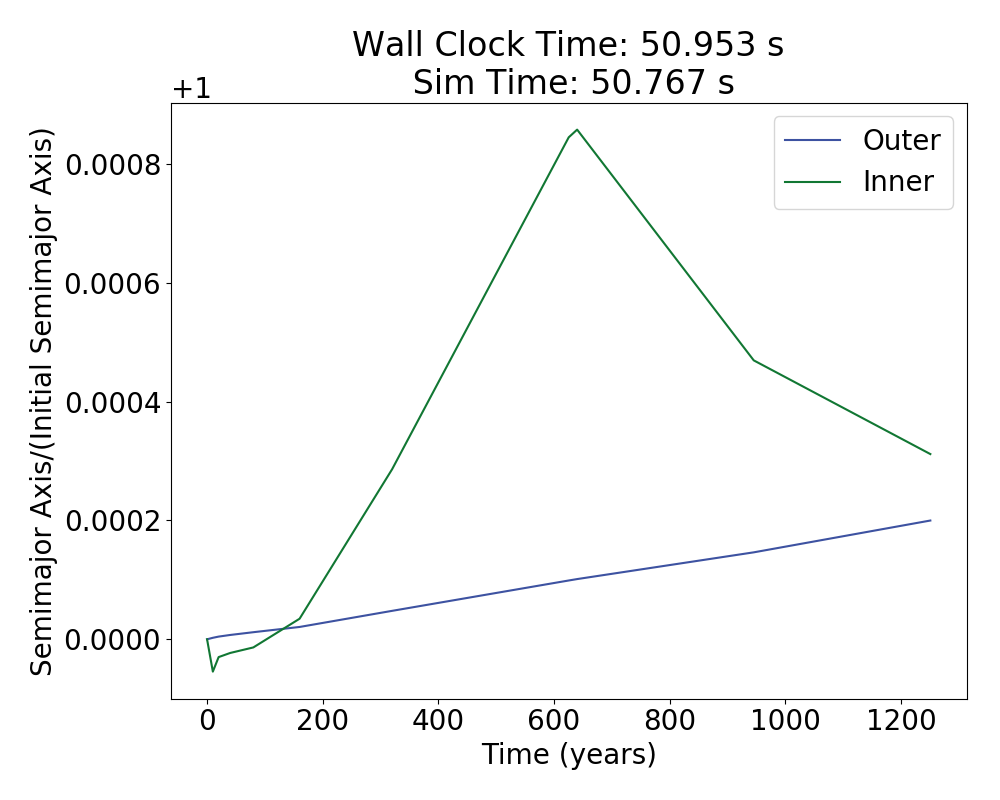 Wall Clock Time: 50.953 s
Sim Time: 50.767 s
+1
Outer
Inner
0.0008
0.0006
0.0004
0.0002
0.0000
Semimajor Axis/(Initial Semimajor Axis)
0 200 400 600 800 1000 1200
Time (years)